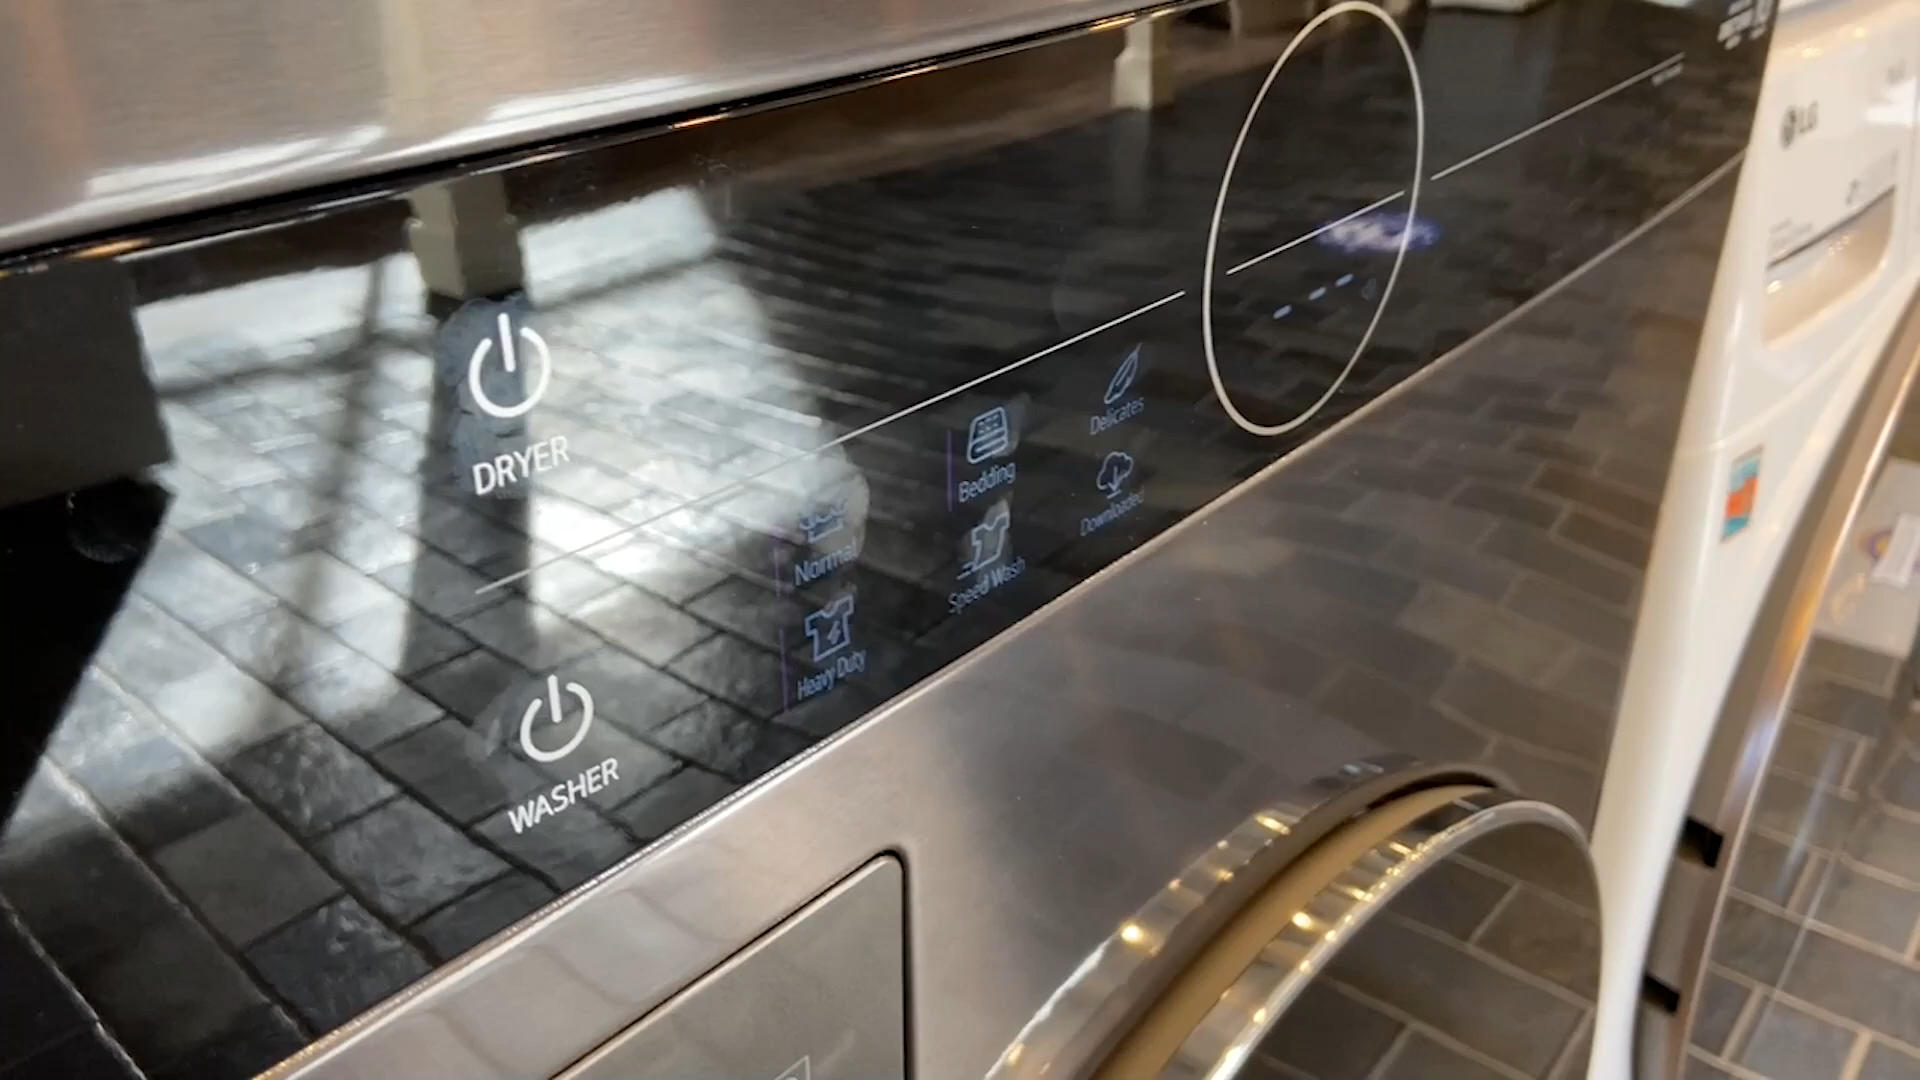 DRYER
WASHER
Normal
Heavy Duty
Bedding
Speed Wash
Delicates
Downloaded
LG